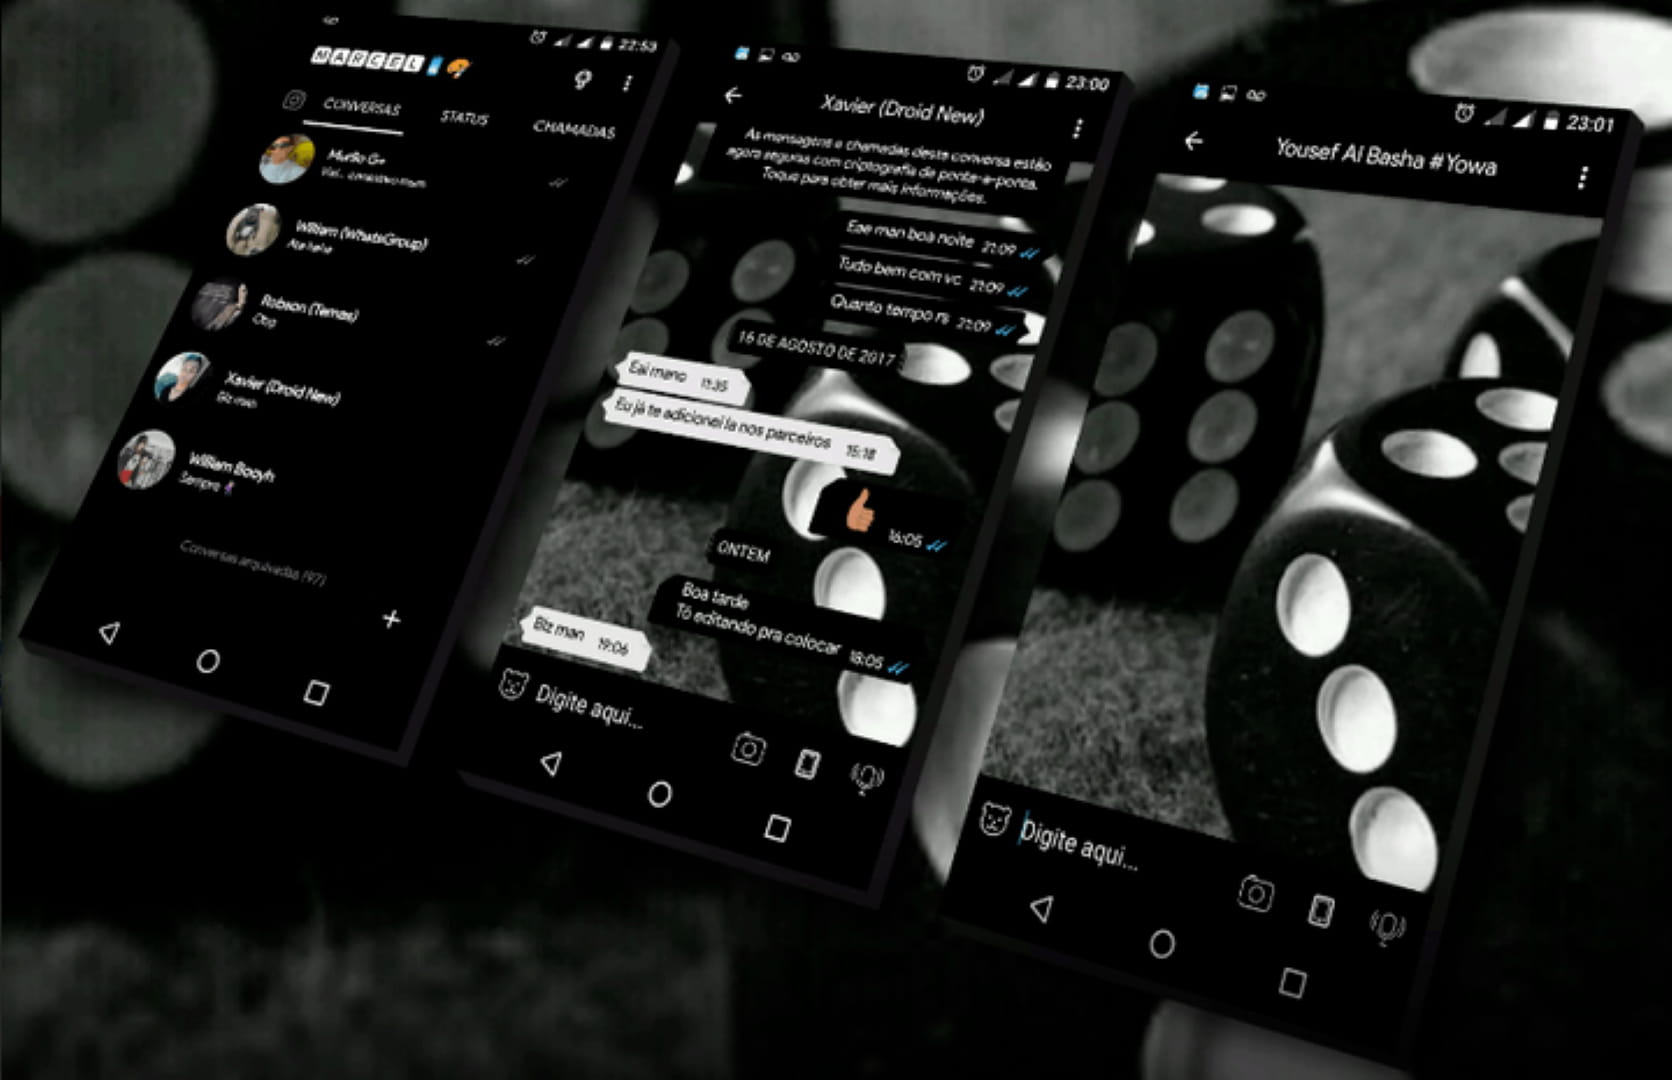 22:53
MARCEL
CONVERSAS
STATUS
CHAMADAS
Murilo G+
William (WhatsGroup)
Robson (Temas)
Opa
Xavier (Droid New)
Blz man
William Booyh
Sempre
Conversas arquivadas (97)
23:00
Xavier (Droid New)
As mensagens e chamadas desta conversa estão
agora seguras com criptografia de ponta-a-ponta.
Toque para obter mais informações.
Eae man boa noite 21:09
Tudo bem com vc 21:09
Quanto tempo rs 21:09
16 DE AGOSTO DE 2017
Eai mano 11:35
Eu já te adicionei la nos parceiros 15:18
👍 16:05
ONTEM
Boa tarde
Tô editando pra colocar 18:05
Blz man 19:06
Digite aqui...
23:01
Yousef Al Basha #Yowa
Digite aqui...